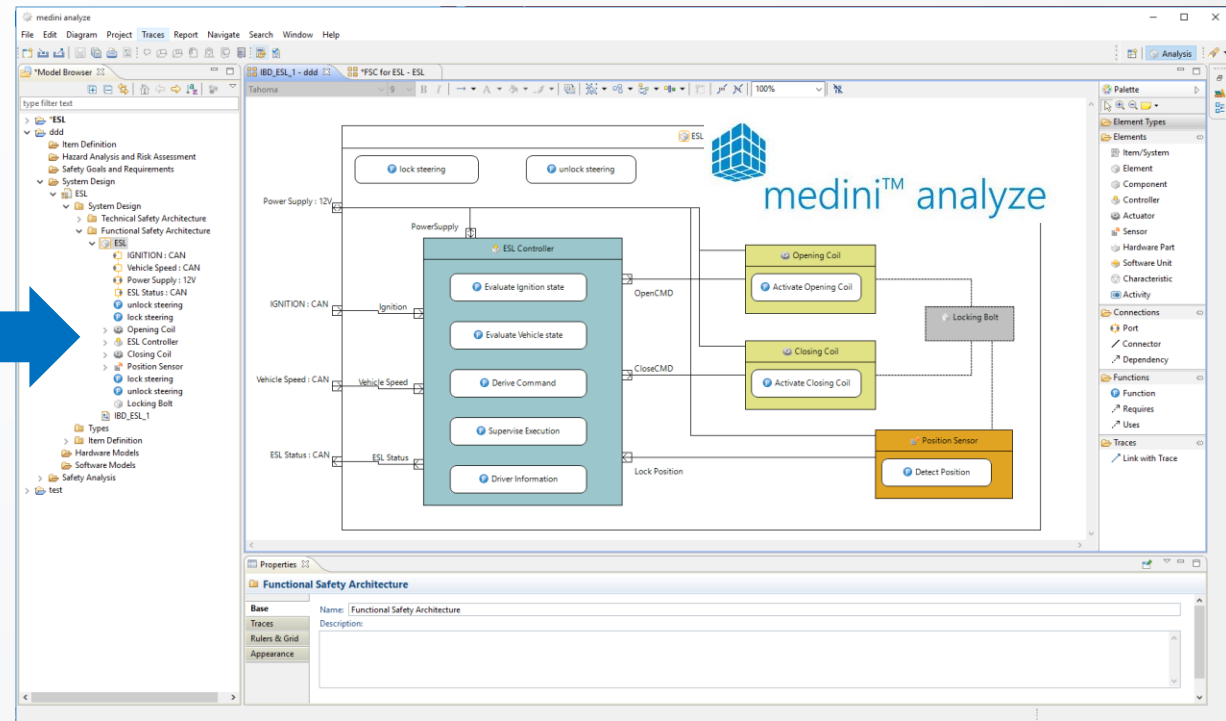 medini analyze
File Edit Diagram Project Traces Report Navigate Search Window Help
Analysis
*Model Browser
type filter text
*ESL
ddd
Item Definition
Hazard Analysis and Risk Assessment
Safety Goals and Requirements
System Design
ESL
System Design
Technical Safety Architecture
Functional Safety Architecture
ESL
IGNITION : CAN
Vehicle Speed : CAN
Power Supply : 12V
ESL Status : CAN
unlock steering
lock steering
Opening Coil
ESL Controller
Closing Coil
Position Sensor
lock steering
unlock steering
Locking Bolt
IBD_ESL_1
Types
Item Definition
Hardware Models
Software Models
Safety Analysis
test
IBD_ESL_1 - ddd
*FSC for ESL - ESL
Tahoma 9 B I A 100%
ESL
lock steering
unlock steering
medini™ analyze
Power Supply : 12V
PowerSupply
ESL Controller
Evaluate Ignition state
Evaluate Vehicle state
Derive Command
Supervise Execution
Driver Information
IGNITION : CAN
Ignition
Vehicle Speed : CAN
Vehicle Speed
ESL Status : CAN
ESL Status
OpenCMD
CloseCMD
Lock Position
Opening Coil
Activate Opening Coil
Closing Coil
Activate Closing Coil
Locking Bolt
Position Sensor
Detect Position
Palette
Element Types
Elements
Item/System
Element
Component
Controller
Actuator
Sensor
Hardware Part
Software Unit
Characteristic
Activity
Connections
Port
Connector
Dependency
Functions
Function
Requires
Uses
Traces
Link with Trace
Properties
Functional Safety Architecture
Base
Traces
Rulers & Grid
Appearance
Name: Functional Safety Architecture
Description: